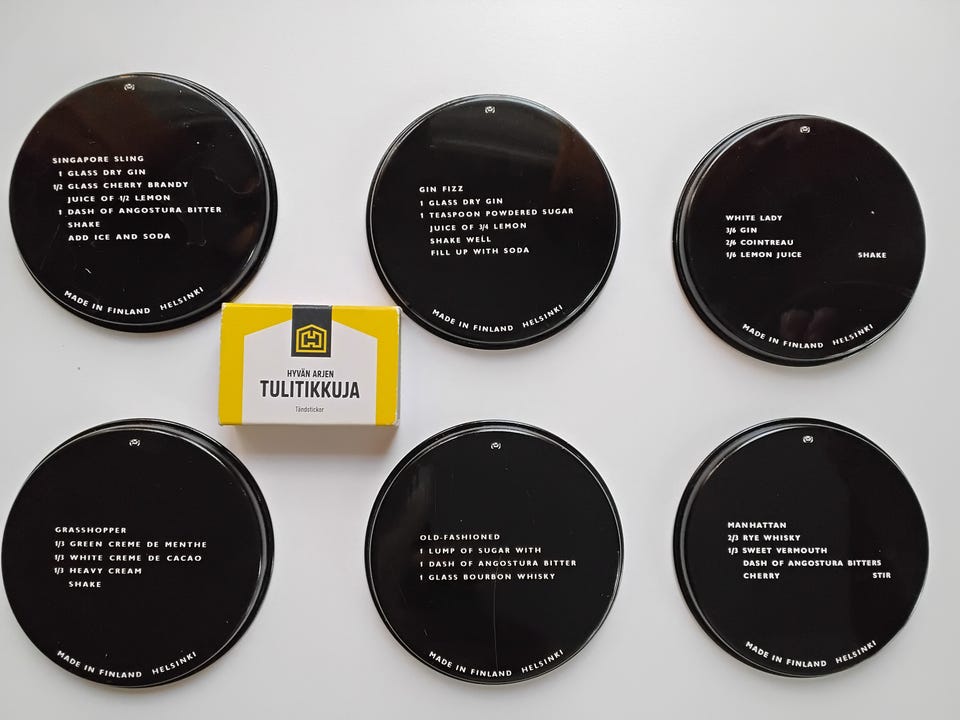 SINGAPORE SLING
1 GLASS DRY GIN
1/2 GLASS CHERRY BRANDY
JUICE OF 1/2 LEMON
1 DASH OF ANGOSTURA BITTER
SHAKE
ADD ICE AND SODA
MADE IN FINLAND HELSINKI
GIN FIZZ
1 GLASS DRY GIN
1 TEASPOON POWDERED SUGAR
JUICE OF 3/4 LEMON
SHAKE WELL
FILL UP WITH SODA
MADE IN FINLAND HELSINKI
WHITE LADY
3/6 GIN
2/6 COINTREAU
1/6 LEMON JUICE SHAKE
MADE IN FINLAND HELSINKI
HYVÄN ARJEN
TULITIKKUJA
Tändstickor
GRASSHOPPER
1/3 GREEN CREME DE MENTHE
1/3 WHITE CREME DE CACAO
1/3 HEAVY CREAM
SHAKE
MADE IN FINLAND HELSINKI
OLD-FASHIONED
1 LUMP OF SUGAR WITH
1 DASH OF ANGOSTURA BITTER
1 GLASS BOURBON WHISKY
MADE IN FINLAND HELSINKI
MANHATTAN
2/3 RYE WHISKY
1/3 SWEET VERMOUTH
DASH OF ANGOSTURA BITTERS
CHERRY STIR
MADE IN FINLAND HELSINKI